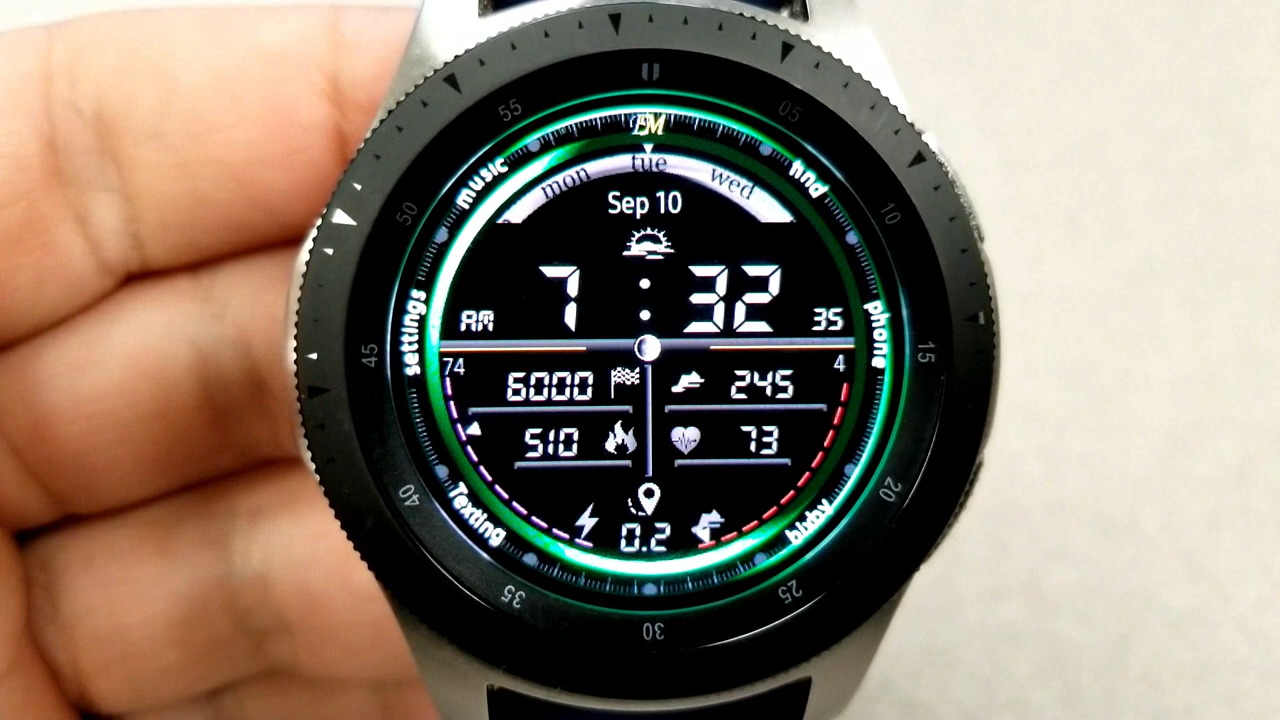 55
05
BM
music
find
mon tue wed
50
10
Sep 10
7 : 32
AM
35
settings
phone
45
15
74
4
6000
245
510
73
40
20
Texting
bixby
0.2
35
25
30